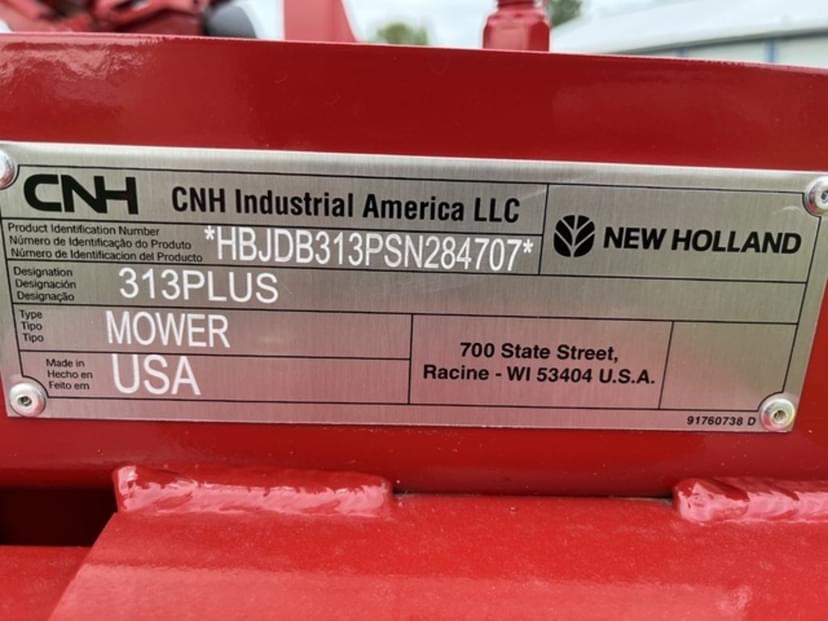 CNH CNH Industrial America LLC
Product Identification Number
Número de Identificação do Produto
Número de Identificacion del Producto
*HBJDB313PSN284707*
NEW HOLLAND
Designation
Designación
Designação
313PLUS
Type
Tipo
Tipo
MOWER
Made in
Hecho en
Feito em
USA
700 State Street,
Racine - WI 53404 U.S.A.
91760738 D